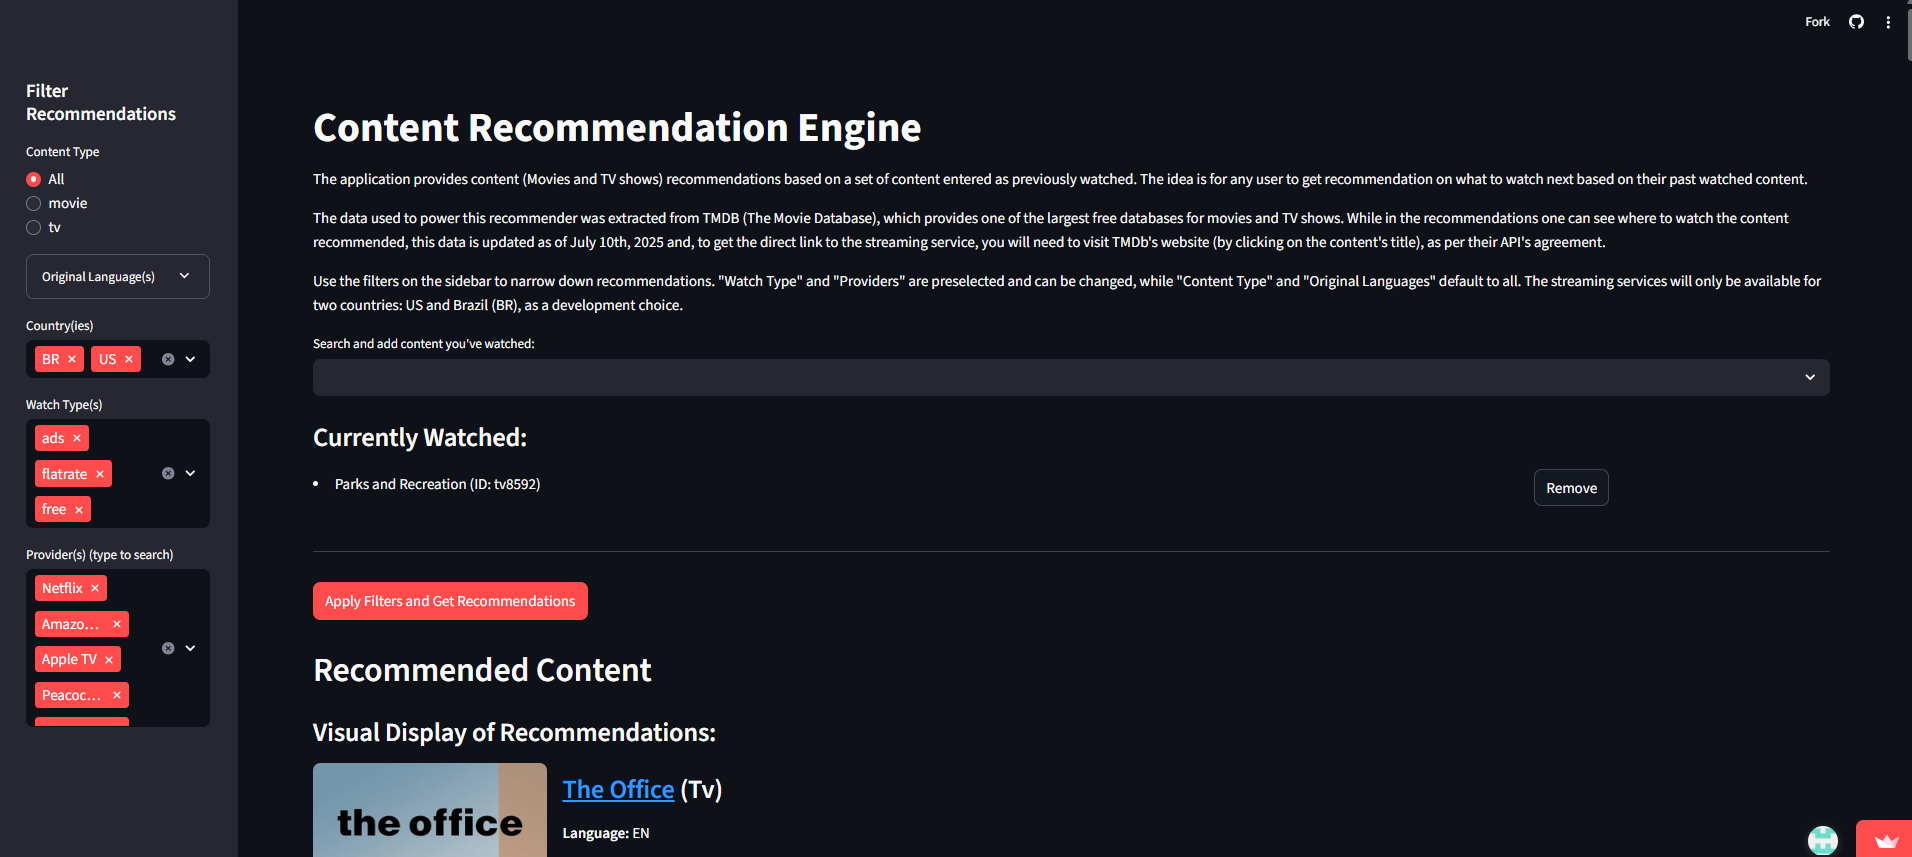 Fork
Filter
Recommendations
Content Type
All
movie
tv
Original Language(s)
Country(ies)
BR
US
Watch Type(s)
ads
flatrate
free
Provider(s) (type to search)
Netflix
Amazo...
Apple TV
Peacoc...
Content Recommendation Engine
The application provides content (Movies and TV shows) recommendations based on a set of content entered as previously watched. The idea is for any user to get recommendation on what to watch next based on their past watched content.
The data used to power this recommender was extracted from TMDB (The Movie Database), which provides one of the largest free databases for movies and TV shows. While in the recommendations one can see where to watch the content
recommended, this data is updated as of July 10th, 2025 and, to get the direct link to the streaming service, you will need to visit TMDb's website (by clicking on the content's title), as per their API's agreement.
Use the filters on the sidebar to narrow down recommendations. "Watch Type" and "Providers" are preselected and can be changed, while "Content Type" and "Original Languages" default to all. The streaming services will only be available for
two countries: US and Brazil (BR), as a development choice.
Search and add content you've watched:
Currently Watched:
Parks and Recreation (ID: tv8592)
Remove
Apply Filters and Get Recommendations
Recommended Content
Visual Display of Recommendations:
the office
The Office (Tv)
Language: EN